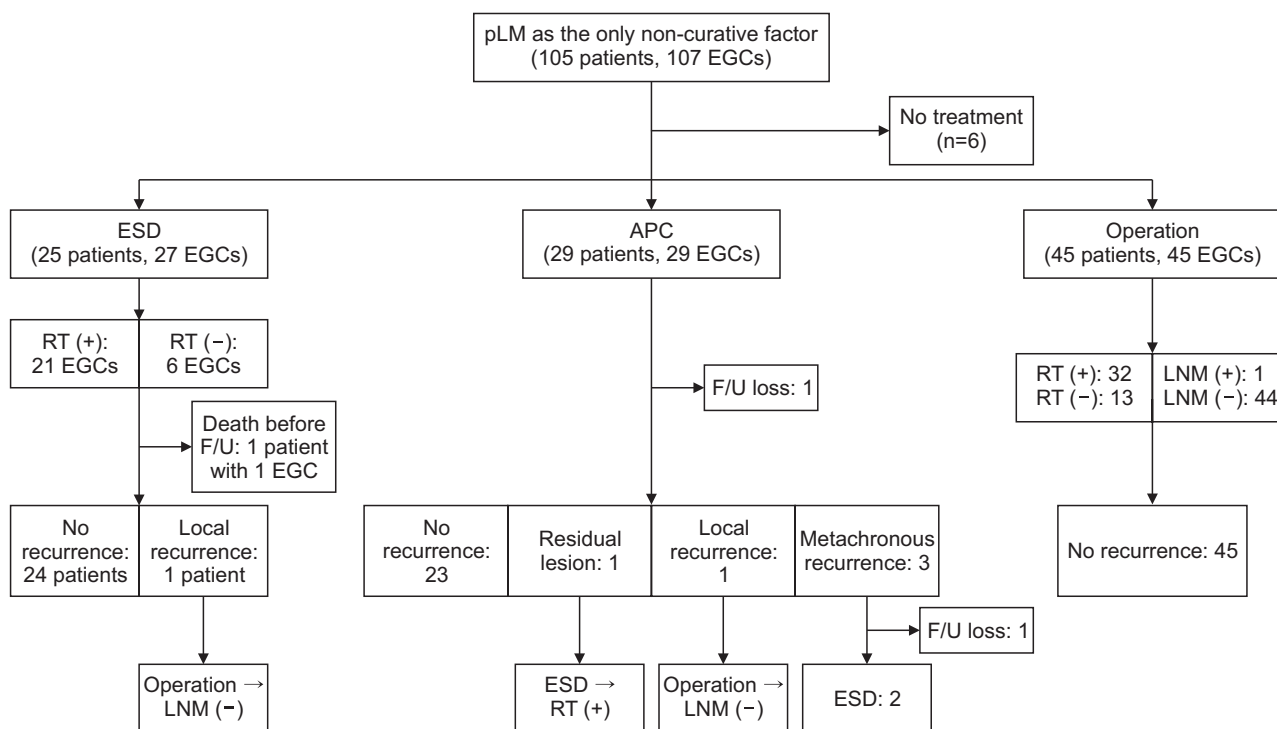 pLM as the only non-curative factor
(105 patients, 107 EGCs)
No treatment
(n=6)
ESD
(25 patients, 27 EGCs)
APC
(29 patients, 29 EGCs)
Operation
(45 patients, 45 EGCs)
RT (+):
21 EGCs
RT (−):
6 EGCs
F/U loss: 1
RT (+): 32
RT (−): 13
LNM (+): 1
LNM (−): 44
Death before
F/U: 1 patient
with 1 EGC
No
recurrence:
24 patients
Local
recurrence:
1 patient
No
recurrence:
23
Residual
lesion: 1
Local
recurrence:
1
Metachronous
recurrence: 3
No recurrence: 45
F/U loss: 1
Operation →
LNM (−)
ESD →
RT (+)
Operation →
LNM (−)
ESD: 2